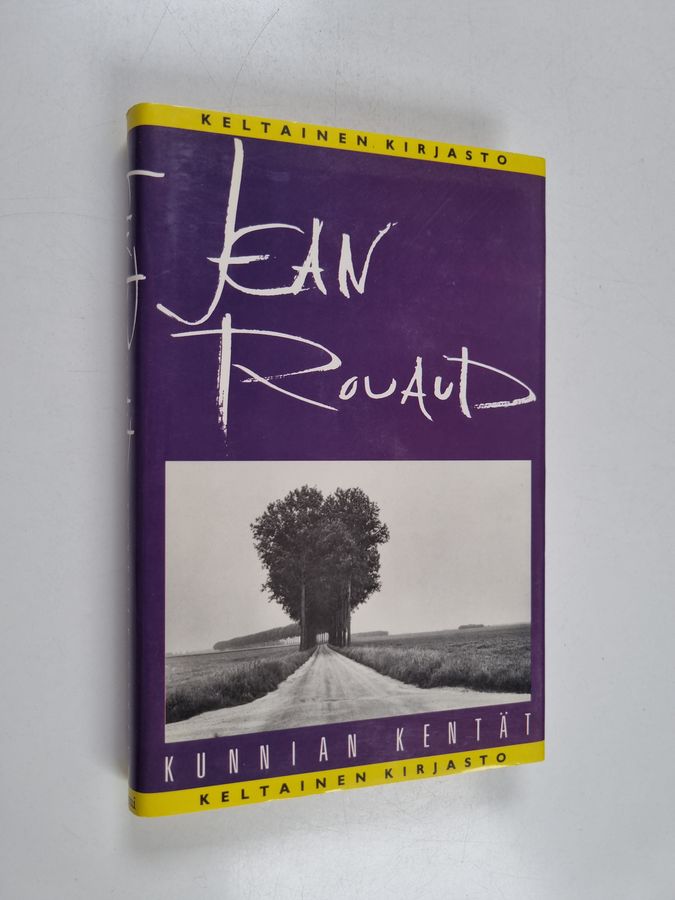 KELTAINEN KIRJASTO
JEAN
ROUAUD
KUNNIAN KENTÄT
KELTAINEN KIRJASTO